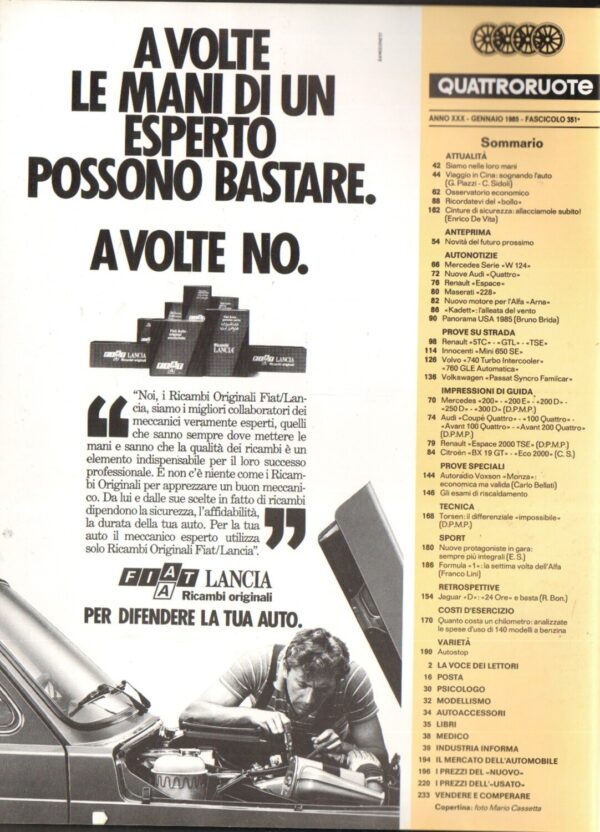 A VOLTE
LE MANI DI UN
ESPERTO
POSSONO BASTARE.
A VOLTE NO.
FIAT LANCIA
Ricambi originali
LANCIA
FIAT LANCIA
Ricambi originali
"Noi, i Ricambi Originali Fiat/Lan-
cia, siamo i migliori collaboratori dei
meccanici veramente esperti, quelli
che sanno sempre dove mettere le
mani e sanno che la qualità dei ricambi è un
elemento indispensabile per il loro successo
professionale. E non c'è niente come i Ricam-
bi Originali per apprezzare un buon meccani-
co. Da lui e dalle sue scelte in fatto di ricambi
dipendono la sicurezza, l'affidabilità,
la durata della tua auto. Per la tua
auto il meccanico esperto utilizza
solo Ricambi Originali Fiat/Lancia".
FIAT LANCIA
Ricambi originali
PER DIFENDERE LA TUA AUTO.
QUATTRORUOTE
ANNO XXX - GENNAIO 1985 - FASCICOLO 351°
Sommario
ATTUALITÀ
42 Siamo nelle loro mani
44 Viaggio in Cina: sognando l'auto
(G. Piazzi - C. Sidoli)
62 Osservatorio economico
88 Ricordatevi del «bollo»
162 Cinture di sicurezza: allacciamole subito!
(Enrico De Vita)
ANTEPRIMA
54 Novità del futuro prossimo
AUTONOTIZIE
66 Mercedes Serie «W 124»
72 Nuove Audi «Quattro»
76 Renault «Espace»
80 Maserati «228»
82 Nuovo motore per l'Alfa «Arna»
86 «Kadett»: l'alleata del vento
90 Panorama USA 1985 (Bruno Brida)
PROVE SU STRADA
98 Renault «5TC» - «GTL» - «TSE»
114 Innocenti «Mini 650 SE»
126 Volvo «740 Turbo Intercooler»
«760 GLE Automatica»
136 Volkswagen «Passat Syncro Familcar»
IMPRESSIONI DI GUIDA
70 Mercedes «200» - «200 E» - «200 D» -
«250 D» - «300 D» (D.P.M.P.)
74 Audi «Coupé Quattro» - «100 Quattro» -
«Avant 100 Quattro» - «Avant 200 Quattro»
(D.P.M.P.)
79 Renault «Espace 2000 TSE» (D.P.M.P.)
84 Citroën «BX 19 GT» - «Eco 2000» (C. S.)
PROVE SPECIALI
144 Autoradio Voxson «Monza»:
economica ma valida (Carlo Bellati)
146 Gli esami di riscaldamento
TECNICA
168 Torsen: il differenziale «impossibile»
(D.P.M.P.)
SPORT
180 Nuove protagoniste in gara:
sempre più integrali (E.S.)
186 Formula «1»: la settima volta dell'Alfa
(Franco Lini)
RETROSPETTIVE
154 Jaguar «D»: «24 Ore» e basta (R. Bon.)
COSTI D'ESERCIZIO
170 Quanto costa un chilometro: analizzate
le spese d'uso di 140 modelli a benzina
VARIETÀ
190 Autostop
2 LA VOCE DEI LETTORI
16 POSTA
30 PSICOLOGO
32 MODELLISMO
34 AUTOACCESSORI
35 LIBRI
38 MEDICO
39 INDUSTRIA INFORMA
194 IL MERCATO DELL'AUTOMOBILE
196 I PREZZI DEL «NUOVO»
220 I PREZZI DELL'«USATO»
233 VENDERE E COMPERARE
Copertina: foto Mario Cassetta